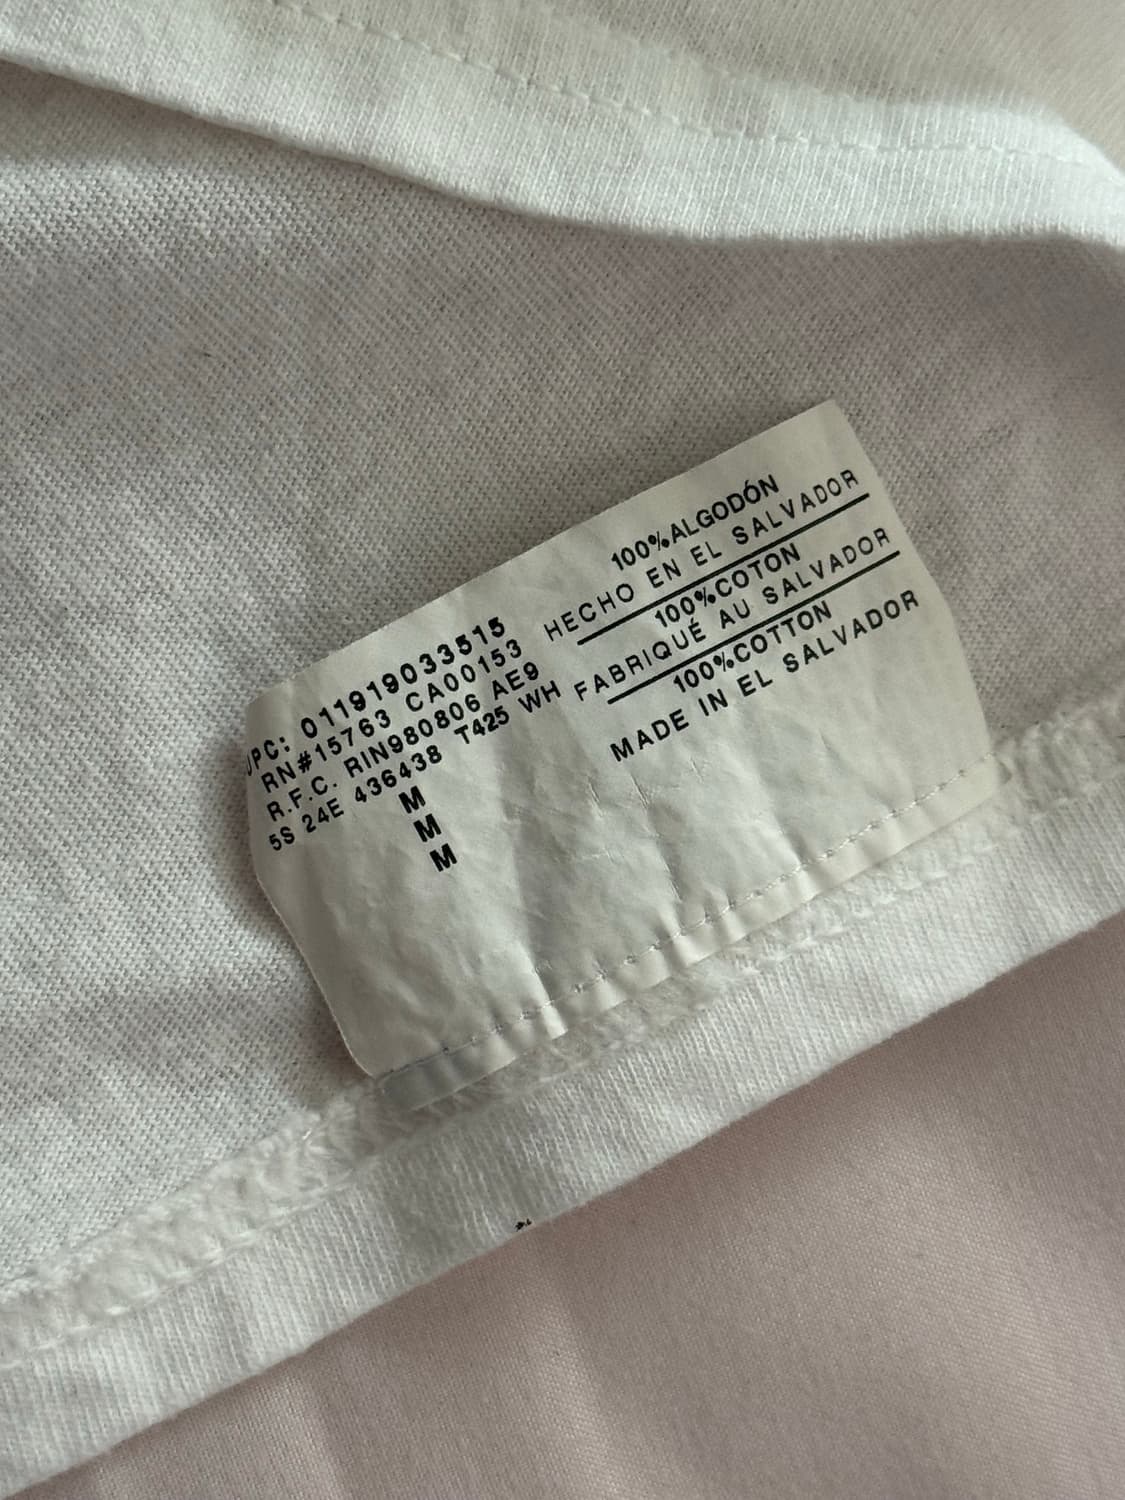 UPC: 011919033515
RN#15763 CA00153
R.F.C. RIN980806 AE9
5S 24E 436438 T425 WH
M
M
M
100%ALGODÓN
HECHO EN EL SALVADOR
100%COTON
FABRIQUÉ AU SALVADOR
100%COTTON
MADE IN EL SALVADOR